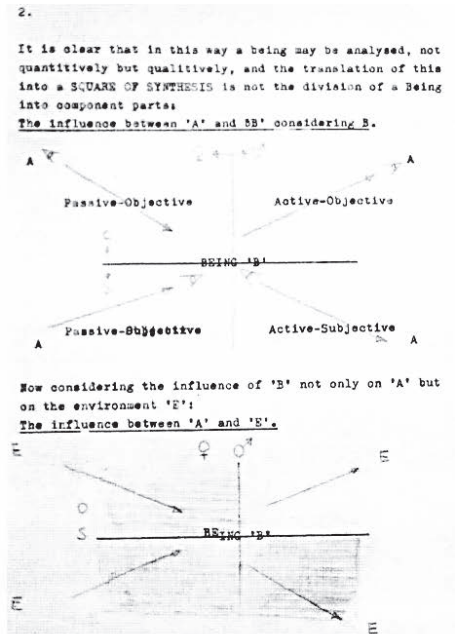 2.
It is clear that in this way a being may be analysed, not
quantitively but qualitively, and the translation of this
into a SQUARE OF SYNTHESIS is not the division of a Being
into component parts:
The influence between 'A' and BB' considering B.
A
A
Passive-Objective
Active-Objective
BEING 'B'
Passive-Subjective
Active-Subjective
A
A
Now considering the influence of 'B' not only on 'A' but
on the environment 'E':
The influence between 'A' and 'E'.
E
♀ ♂
E
O
S
BEING 'B'
E
E